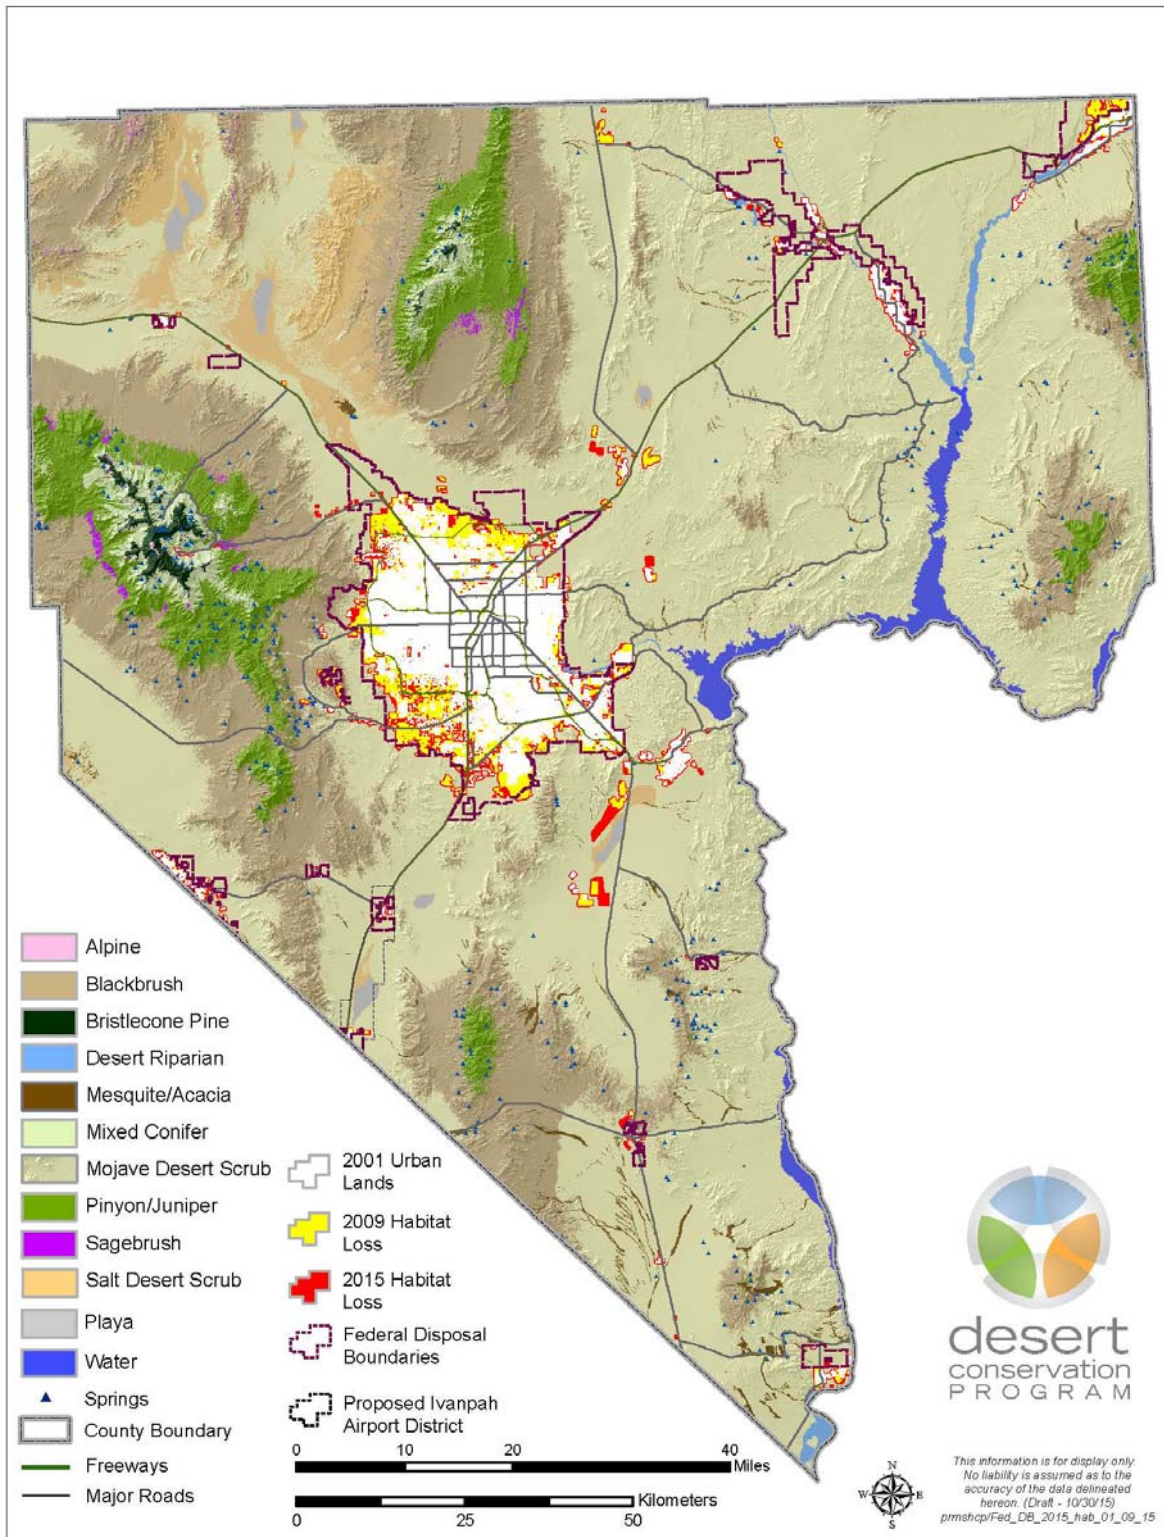 Alpine
Blackbrush
Bristlecone Pine
Desert Riparian
Mesquite/Acacia
Mixed Conifer
Mojave Desert Scrub
Pinyon/Juniper
Sagebrush
Salt Desert Scrub
Playa
Water
Springs
County Boundary
Freeways
Major Roads
2001 Urban
Lands
2009 Habitat
Loss
2015 Habitat
Loss
Federal Disposal
Boundaries
Proposed Ivanpah
Airport District
0 10 20 40
Miles
Kilometers
0 25 50
desert
conservation
PROGRAM
N
W E
S
This information is for display only.
No liability is assumed as to the
accuracy of the data delineated
hereon. (Draft - 10/30/15)
prmshcp/Fed_DB_2015_hab_01_09_15